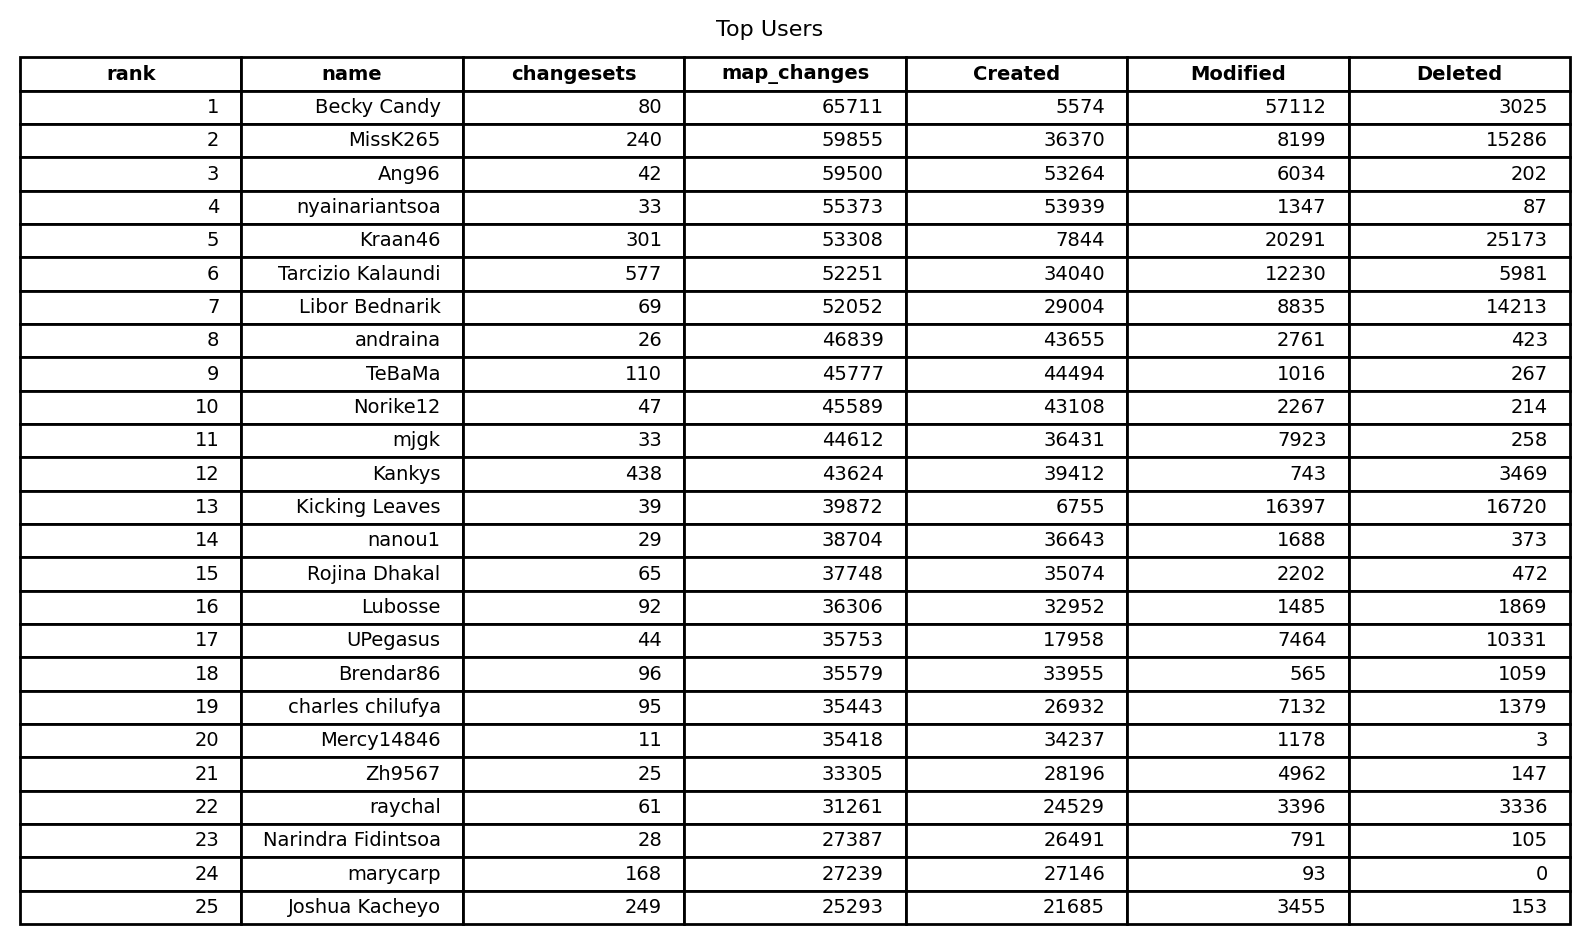 Top Users
rank name changesets map_changes Created Modified Deleted
1 Becky Candy 80 65711 5574 57112 3025
2 MissK265 240 59855 36370 8199 15286
3 Ang96 42 59500 53264 6034 202
4 nyainariantsoa 33 55373 53939 1347 87
5 Kraan46 301 53308 7844 20291 25173
6 Tarcizio Kalaundi 577 52251 34040 12230 5981
7 Libor Bednarik 69 52052 29004 8835 14213
8 andraina 26 46839 43655 2761 423
9 TeBaMa 110 45777 44494 1016 267
10 Norike12 47 45589 43108 2267 214
11 mjgk 33 44612 36431 7923 258
12 Kankys 438 43624 39412 743 3469
13 Kicking Leaves 39 39872 6755 16397 16720
14 nanou1 29 38704 36643 1688 373
15 Rojina Dhakal 65 37748 35074 2202 472
16 Lubosse 92 36306 32952 1485 1869
17 UPegasus 44 35753 17958 7464 10331
18 Brendar86 96 35579 33955 565 1059
19 charles chilufya 95 35443 26932 7132 1379
20 Mercy14846 11 35418 34237 1178 3
21 Zh9567 25 33305 28196 4962 147
22 raychal 61 31261 24529 3396 3336
23 Narindra Fidintsoa 28 27387 26491 791 105
24 marycarp 168 27239 27146 93 0
25 Joshua Kacheyo 249 25293 21685 3455 153